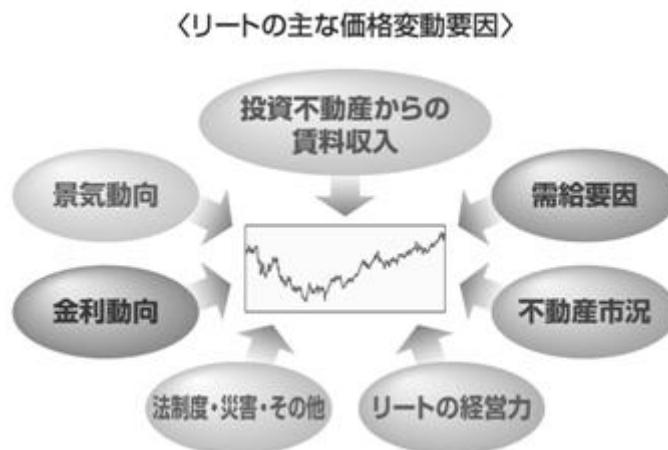 〈リートの主な価格変動要因〉
投資不動産からの
賃料収入
景気動向
需給要因
金利動向
不動産市況
法制度・災害・その他
リートの経営力